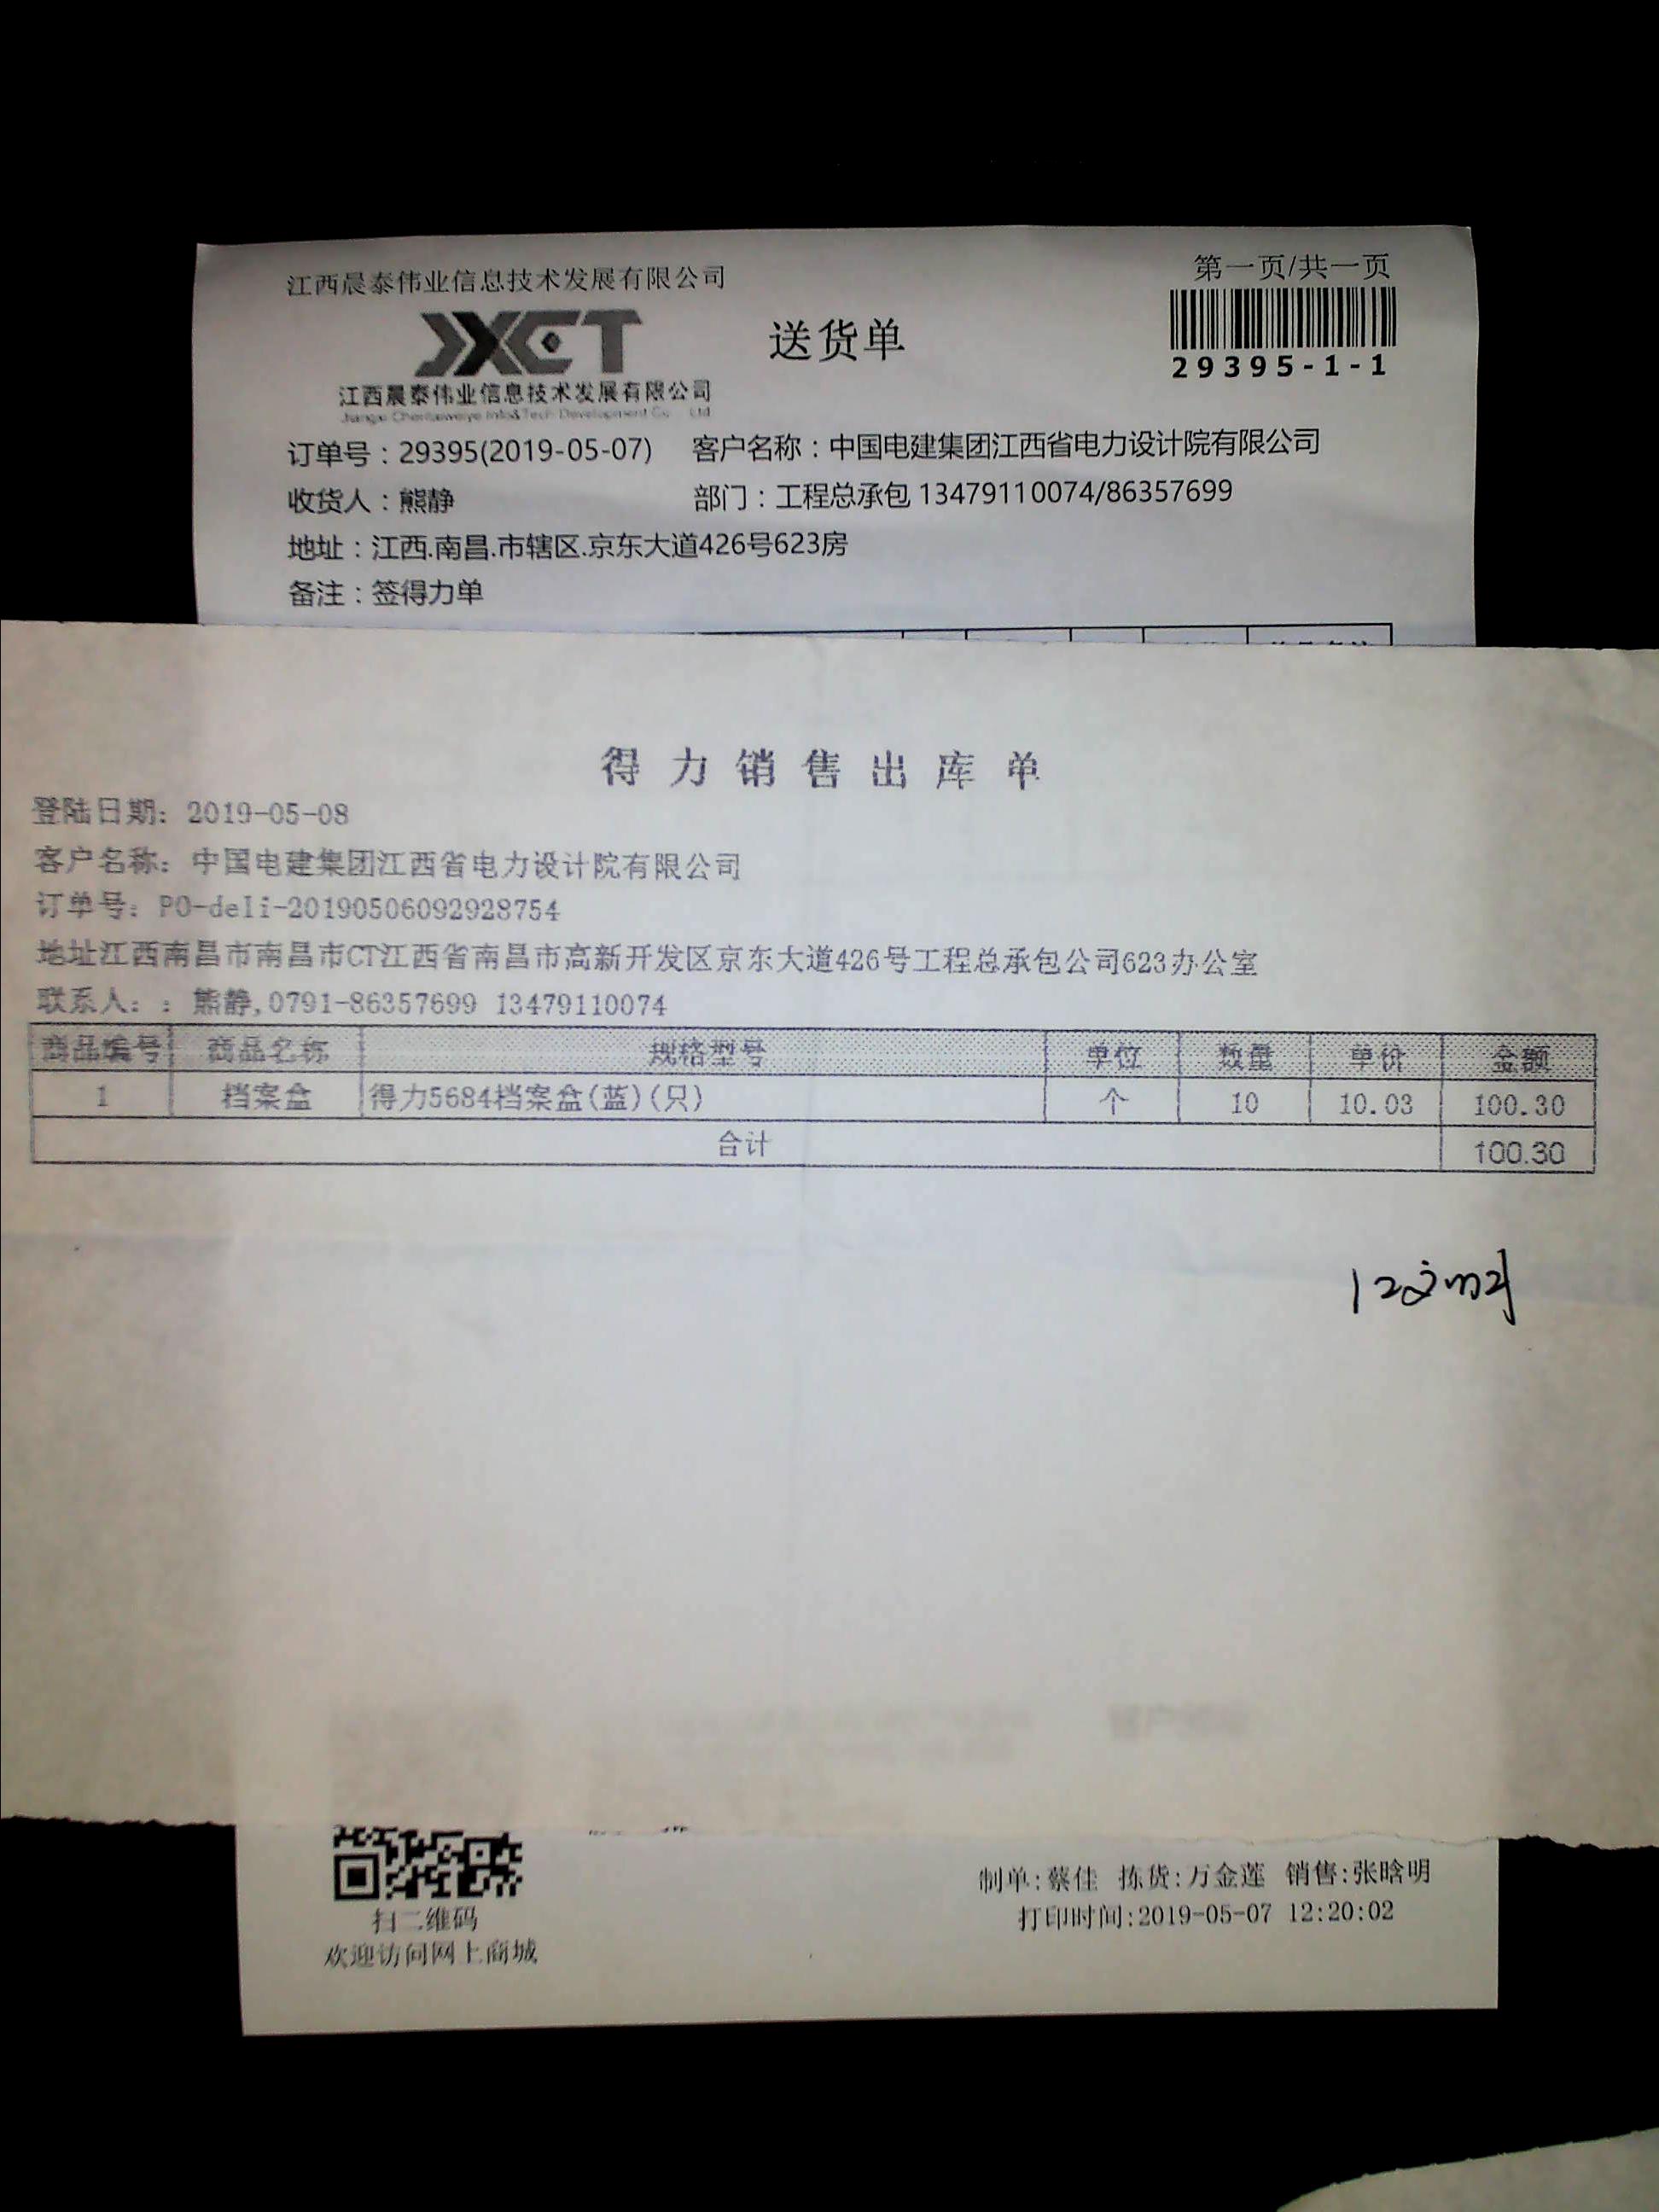 江西晨泰伟业信息技术发展有限公司
第一页/共一页
JXCT
送货单
29395-1-1
江西晨泰伟业信息技术发展有限公司
Jiangxi Chentaiweiye Info&Tech Development Co Ltd
订单号：29395(2019-05-07) 客户名称：中国电建集团江西省电力设计院有限公司
收货人：熊静 部门：工程总承包 13479110074/86357699
地址：江西.南昌.市辖区.京东大道426号623房
备注：签得力单
得力销售出库单
登陆日期：2019-05-08
客户名称：中国电建集团江西省电力设计院有限公司
订单号：PO-deli-20190506092928754
地址江西南昌市南昌市CT江西省南昌市高新开发区京东大道426号工程总承包公司623办公室
联系人：：熊静,0791-86357699 13479110074
商品编号 商品名称 规格型号 单位 数量 单价 金额
1 档案盒 得力5684档案盒(蓝)(只) 个 10 10.03 100.30
合计 100.30
制单:蔡佳 拣货:万金莲 销售:张晗明
打印时间:2019-05-07 12:20:02
扫二维码
欢迎访问网上商城